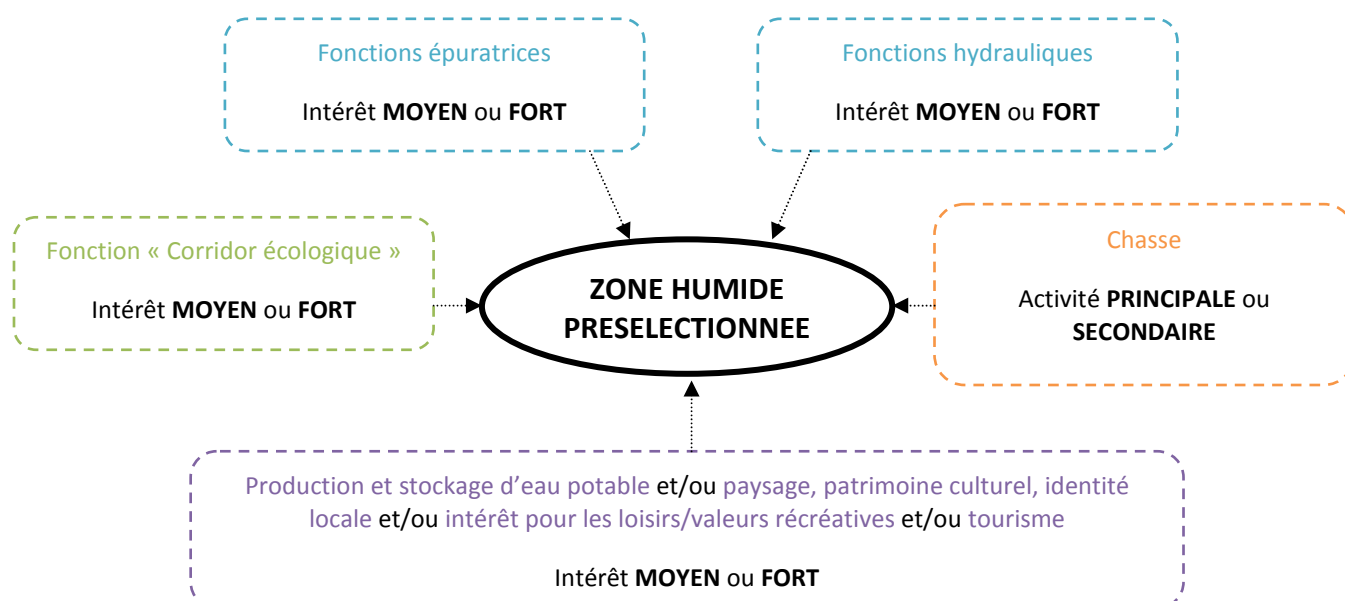 Fonctions épuratrices
Intérêt MOYEN ou FORT
Fonctions hydrauliques
Intérêt MOYEN ou FORT
Fonction « Corridor écologique »
Intérêt MOYEN ou FORT
ZONE HUMIDE
PRESELECTIONNEE
Chasse
Activité PRINCIPALE ou
SECONDAIRE
Production et stockage d’eau potable et/ou paysage, patrimoine culturel, identité
locale et/ou intérêt pour les loisirs/valeurs récréatives et/ou tourisme
Intérêt MOYEN ou FORT